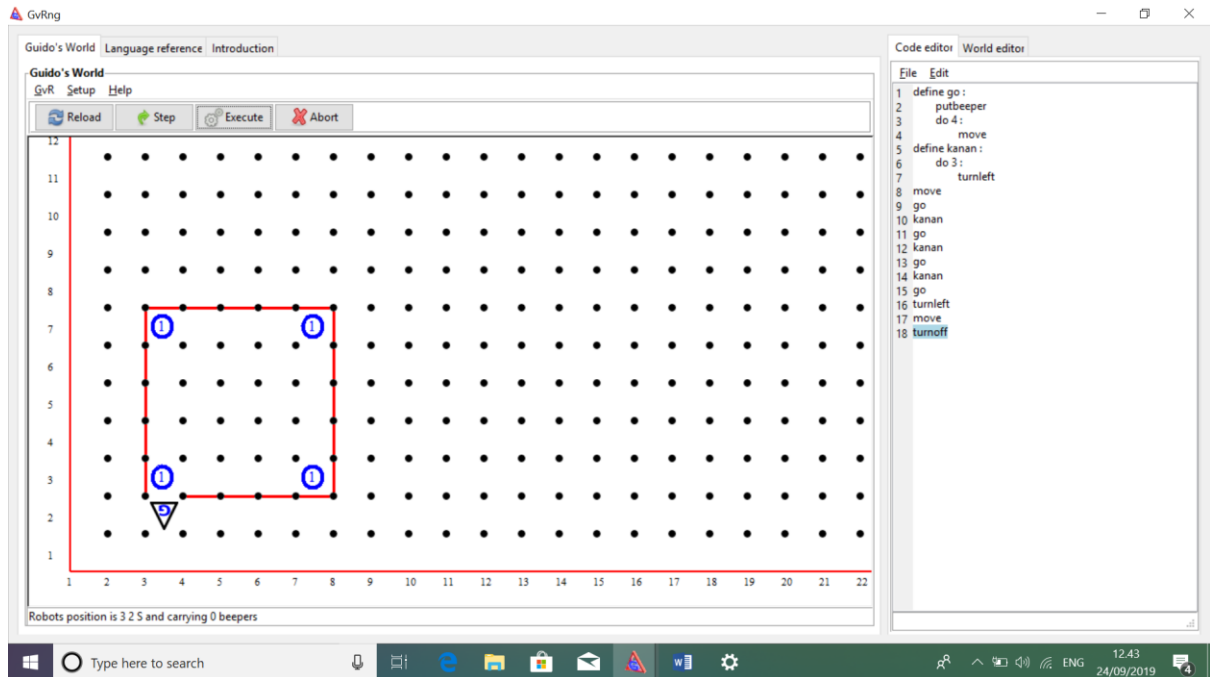 GvRng
Guido's World Language reference Introduction
Guido's World
GvR Setup Help
Reload Step Execute Abort
12
11
10
9
8
7
1 1
6
5
4
3
1 1
2
G
1
1 2 3 4 5 6 7 8 9 10 11 12 13 14 15 16 17 18 19 20 21 22
Robots position is 3 2 S and carrying 0 beepers
Code editor World editor
File Edit
1 define go :
2 putbeeper
3 do 4 :
4 move
5 define kanan :
6 do 3 :
7 turnleft
8 move
9 go
10 kanan
11 go
12 kanan
13 go
14 kanan
15 go
16 turnleft
17 move
18 turnoff
Type here to search
ENG
12.43
24/09/2019
4